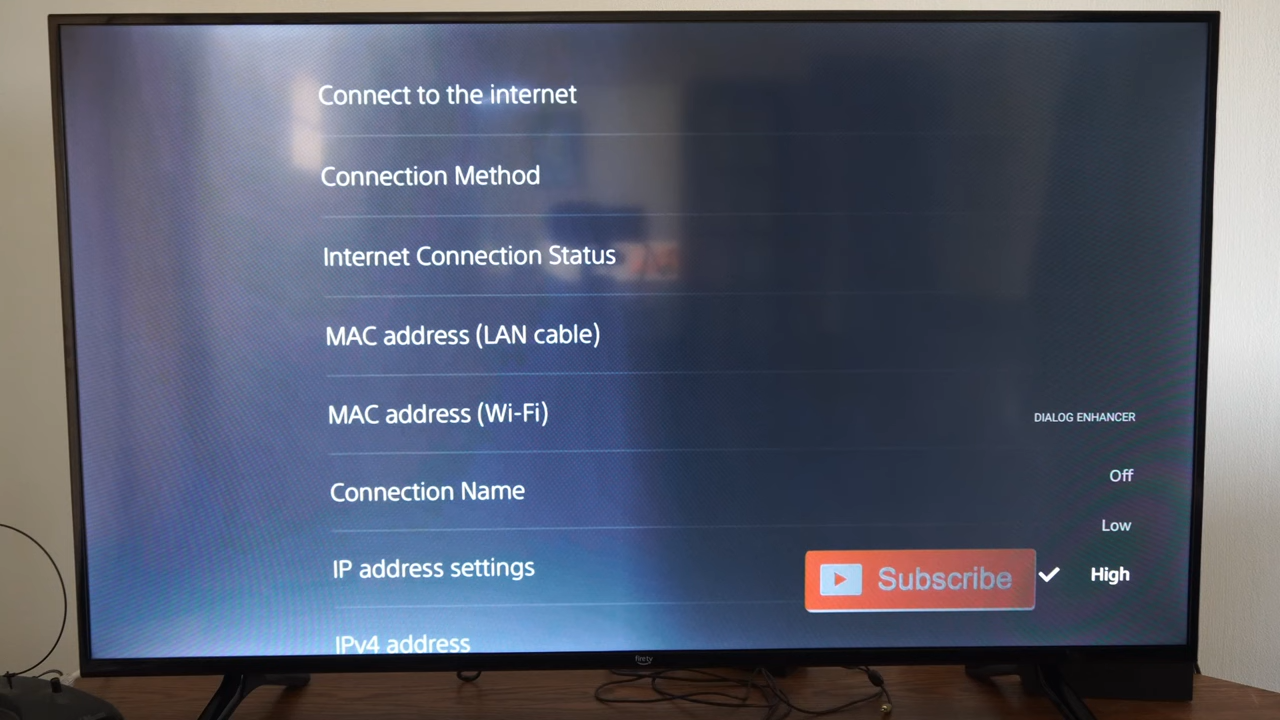 Connect to the internet
Connection Method
Internet Connection Status
MAC address (LAN cable)
MAC address (Wi-Fi)
Connection Name
IP address settings
IPv4 address
DIALOG ENHANCER
Off
Low
High
Subscribe
firetv